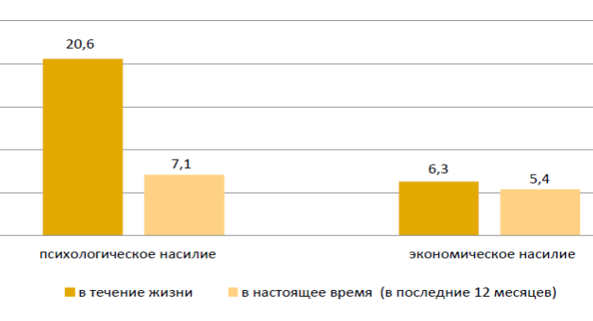 20,6
7,1
6,3
5,4
психологическое насилие
экономическое насилие
в течение жизни
в настоящее время (в последние 12 месяцев)